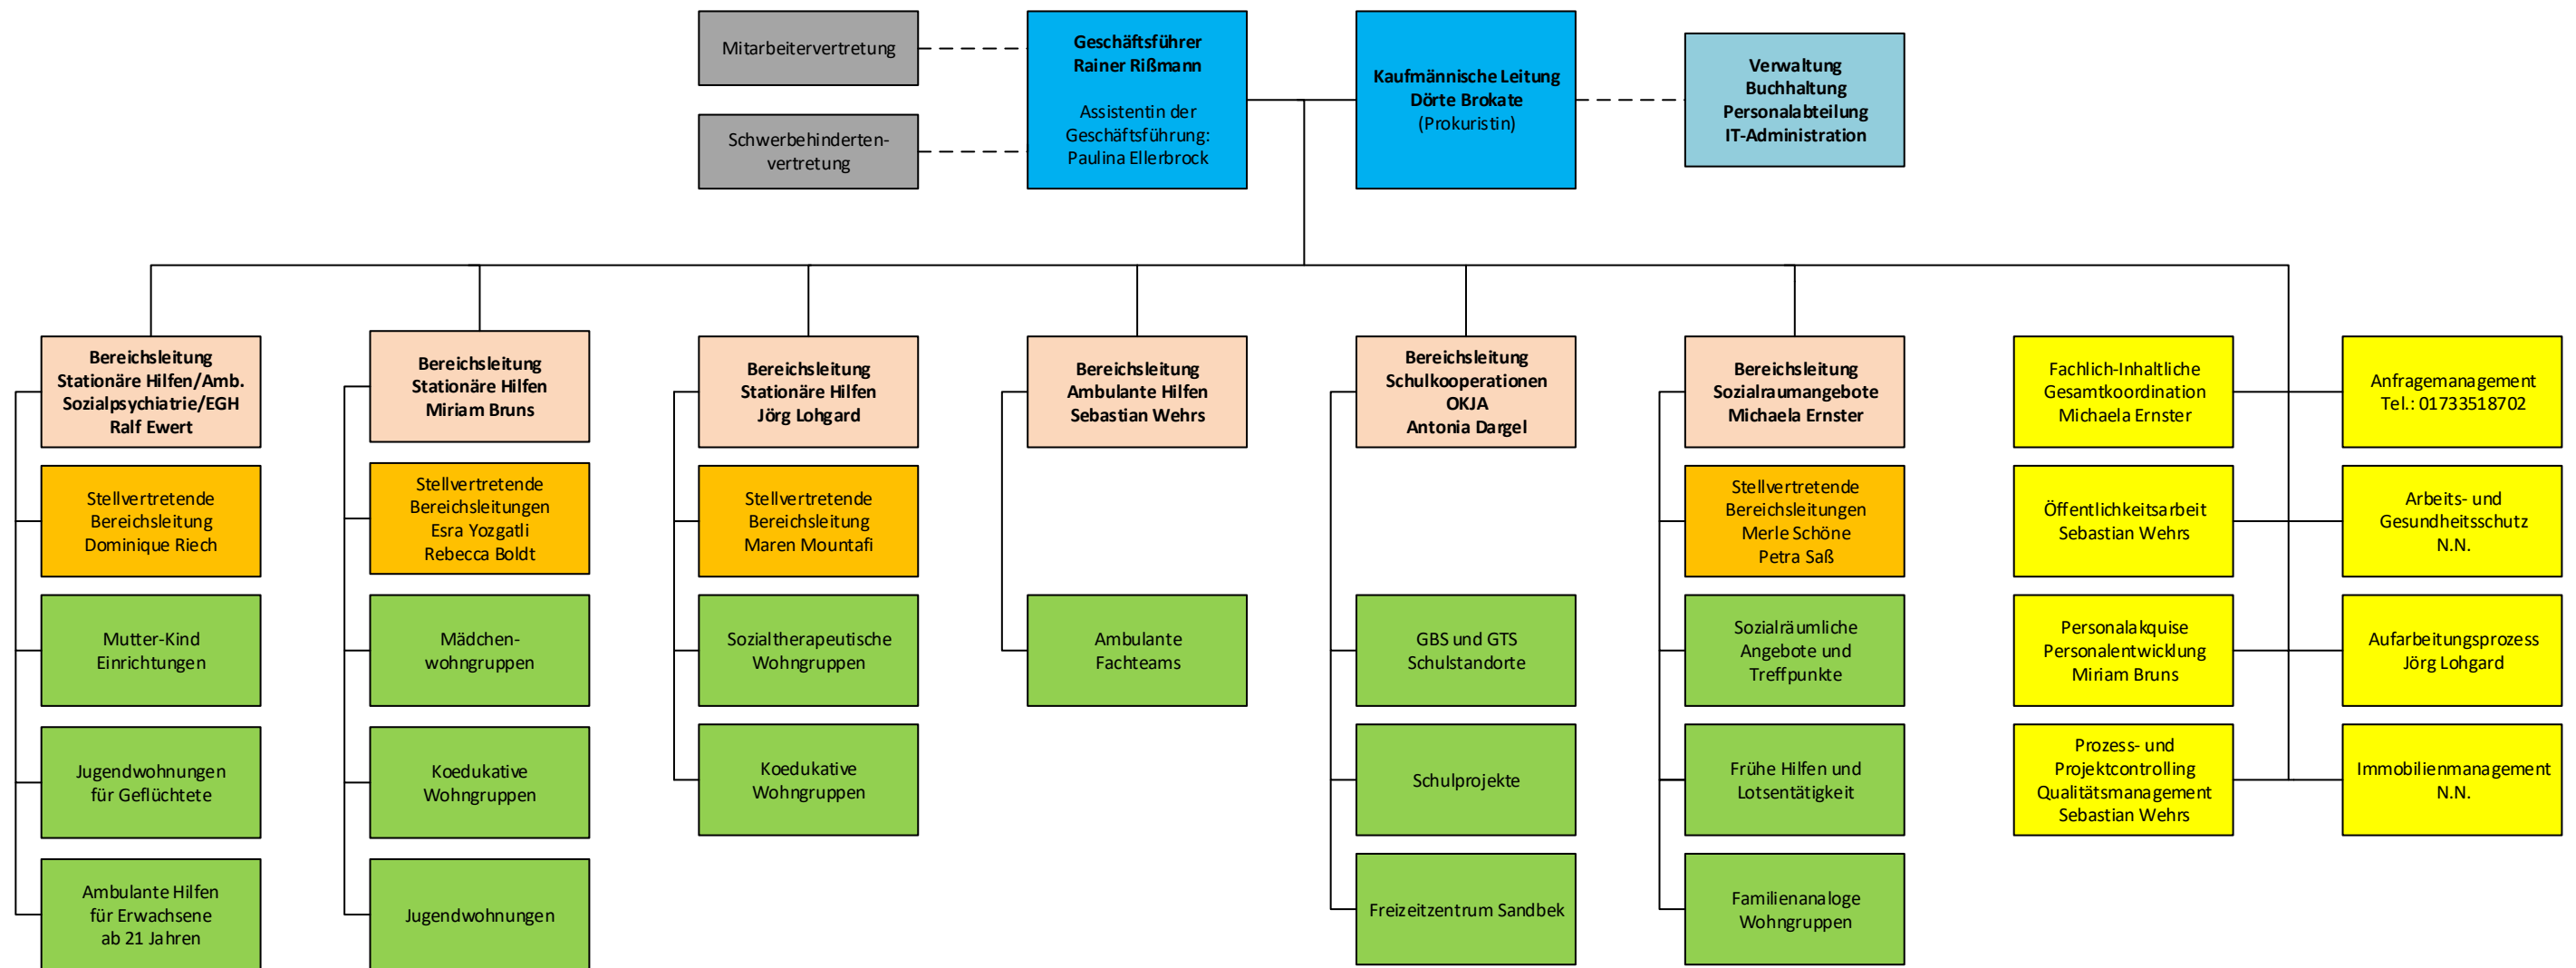 Mitarbeitervertretung
Schwerbehinderten-
vertretung
Geschäftsführer
Rainer Rißmann
Assistentin der
Geschäftsführung:
Paulina Ellerbrock
Kaufmännische Leitung
Dörte Brokate
(Prokuristin)
Verwaltung
Buchhaltung
Personalabteilung
IT-Administration
Bereichsleitung
Stationäre Hilfen/Amb.
Sozialpsychiatrie/EGH
Ralf Ewert
Stellvertretende
Bereichsleitung
Dominique Riech
Mutter-Kind
Einrichtungen
Jugendwohnungen
für Geflüchtete
Ambulante Hilfen
für Erwachsene
ab 21 Jahren
Bereichsleitung
Stationäre Hilfen
Miriam Bruns
Stellvertretende
Bereichsleitungen
Esra Yozgatli
Rebecca Boldt
Mädchen-
wohngruppen
Koedukative
Wohngruppen
Jugendwohnungen
Bereichsleitung
Stationäre Hilfen
Jörg Lohgard
Stellvertretende
Bereichsleitung
Maren Mountafi
Sozialtherapeutische
Wohngruppen
Koedukative
Wohngruppen
Bereichsleitung
Ambulante Hilfen
Sebastian Wehrs
Ambulante
Fachteams
Bereichsleitung
Schulkooperationen
OKJA
Antonia Dargel
GBS und GTS
Schulstandorte
Schulprojekte
Freizeitzentrum Sandbek
Bereichsleitung
Sozialraumangebote
Michaela Ernster
Stellvertretende
Bereichsleitungen
Merle Schöne
Petra Saß
Sozialräumliche
Angebote und
Treffpunkte
Frühe Hilfen und
Lotsentätigkeit
Familienanaloge
Wohngruppen
Fachlich-Inhaltliche
Gesamtkoordination
Michaela Ernster
Öffentlichkeitsarbeit
Sebastian Wehrs
Personalakquise
Personalentwicklung
Miriam Bruns
Prozess- und
Projektcontrolling
Qualitätsmanagement
Sebastian Wehrs
Anfragemanagement
Tel.: 01733518702
Arbeits- und
Gesundheitsschutz
N.N.
Aufarbeitungsprozess
Jörg Lohgard
Immobilienmanagement
N.N.